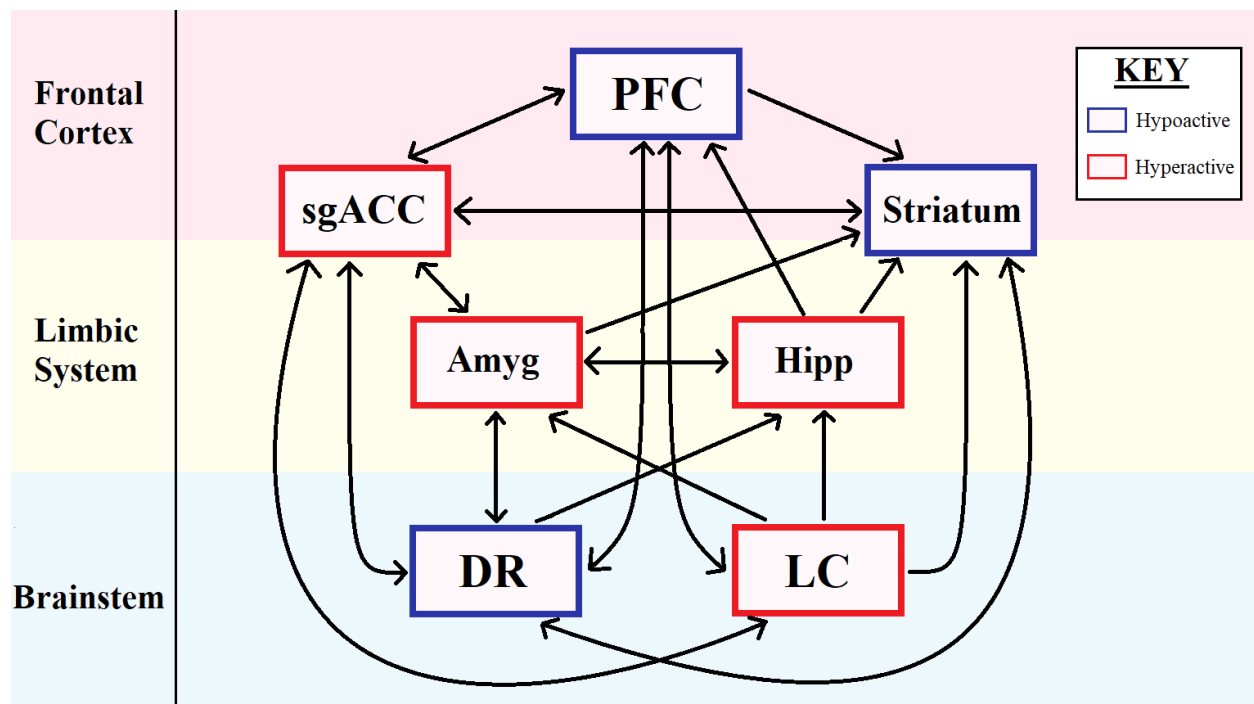 Frontal
Cortex
Limbic
System
Brainstem
PFC
sgACC
Striatum
Amyg
Hipp
DR
LC
KEY
Hypoactive
Hyperactive